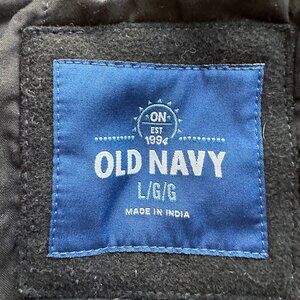 ON
EST
1994
OLD NAVY
L/G/G
MADE IN INDIA